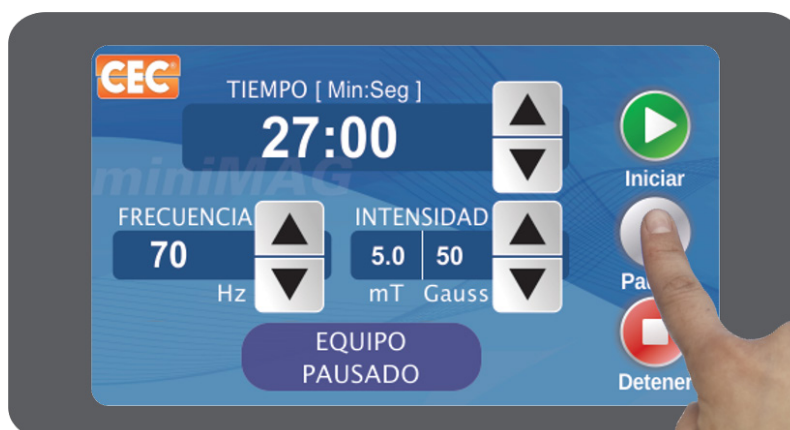 CEC
TIEMPO [ Min:Seg ]
27:00
miniMAG
Iniciar
FRECUENCIA
70
Hz
INTENSIDAD
5.0 50
mT Gauss
EQUIPO
PAUSADO
Detener